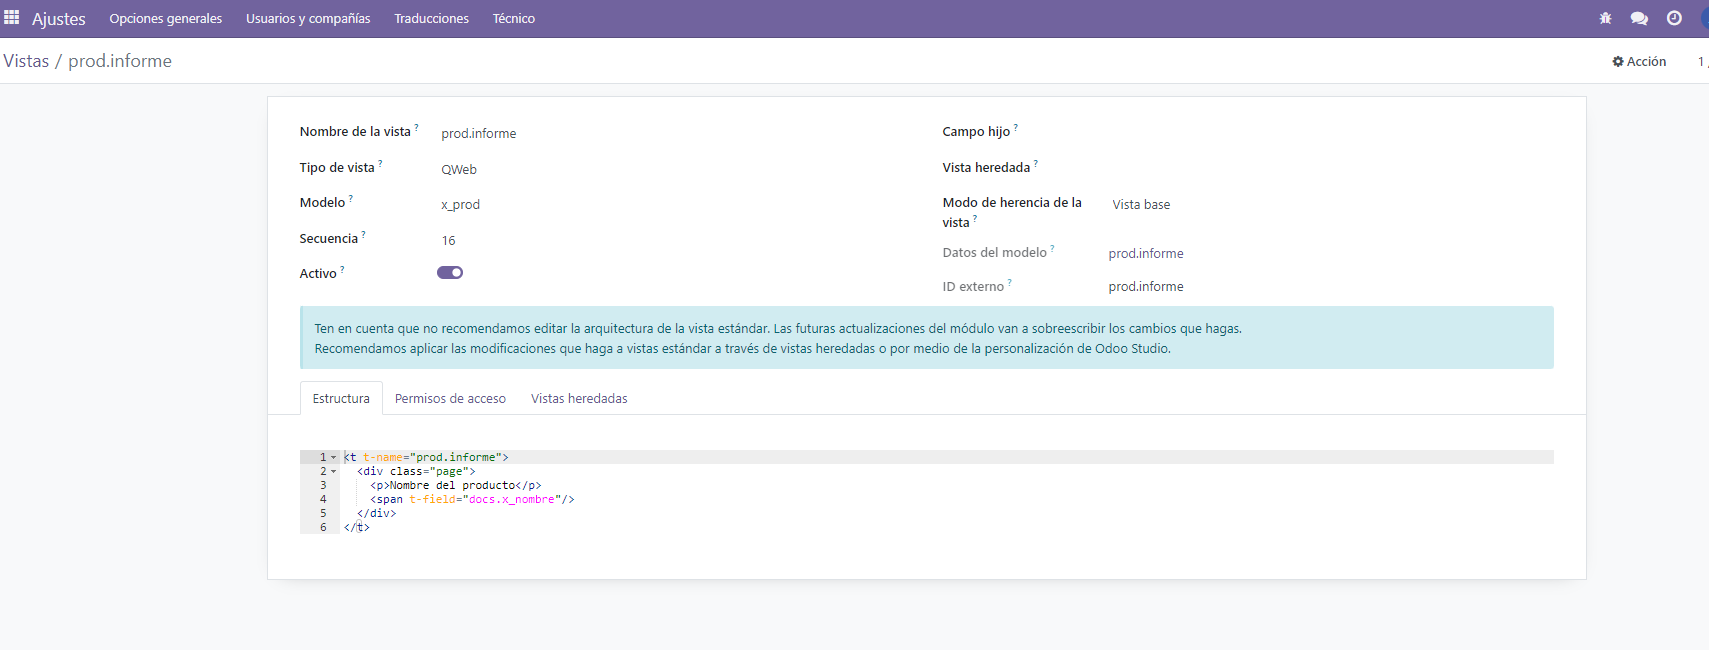 Ajustes Opciones generales Usuarios y compañías Traducciones Técnico
Vistas / prod.informe
Acción 1
Nombre de la vista ? prod.informe
Tipo de vista ? QWeb
Modelo ? x_prod
Secuencia ? 16
Activo ?
Campo hijo ?
Vista heredada ?
Modo de herencia de la
vista ? Vista base
Datos del modelo ? prod.informe
ID externo ? prod.informe
Ten en cuenta que no recomendamos editar la arquitectura de la vista estándar. Las futuras actualizaciones del módulo van a sobreescribir los cambios que hagas.
Recomendamos aplicar las modificaciones que haga a vistas estándar a través de vistas heredadas o por medio de la personalización de Odoo Studio.
Estructura Permisos de acceso Vistas heredadas
1 <t t-name="prod.informe">
2 <div class="page">
3 <p>Nombre del producto</p>
4 <span t-field="docs.x_nombre"/>
5 </div>
6 </t>